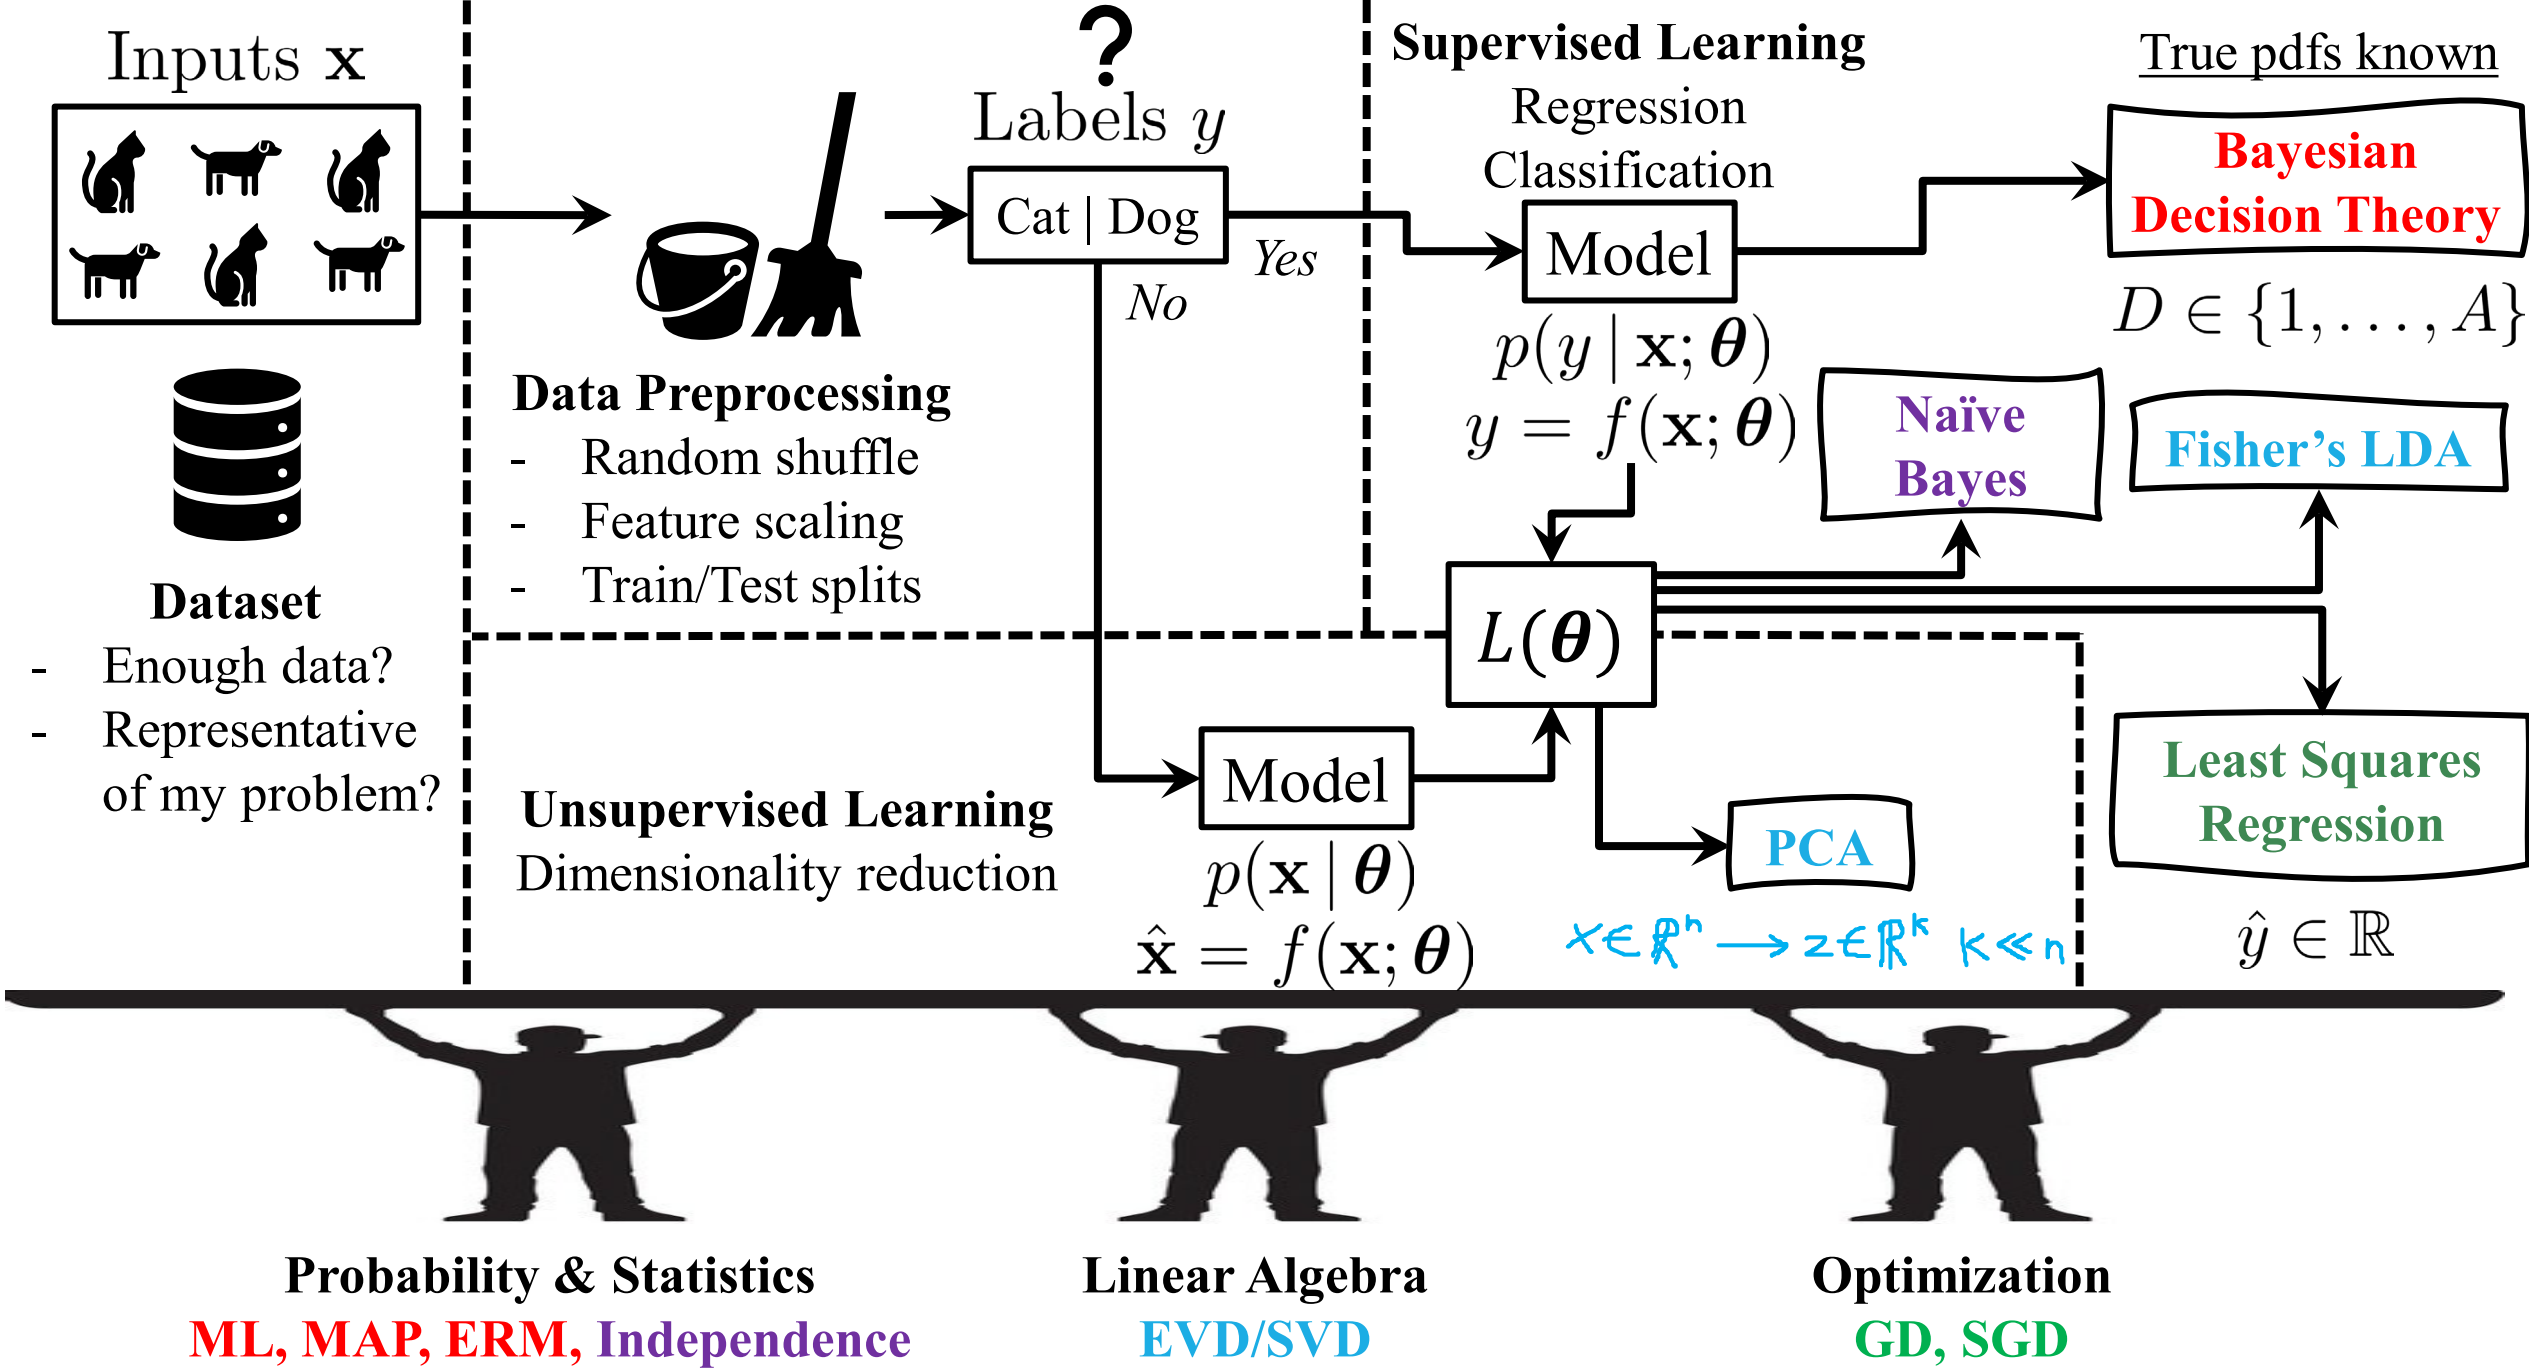 Inputs x
Dataset
- Enough data?
- Representative
of my problem?
Data Preprocessing
- Random shuffle
- Feature scaling
- Train/Test splits
?
Labels y
Cat | Dog
Yes
No
Supervised Learning
Regression
Classification
Model
p(y | x; θ)
y = f(x; θ)
True pdfs known
Bayesian
Decision Theory
D ∈ {1, . . . , A}
Naïve
Bayes
Fisher’s LDA
L(θ)
Least Squares
Regression
ŷ ∈ ℝ
Unsupervised Learning
Dimensionality reduction
Model
p(x | θ)
x̂ = f(x; θ)
PCA
x ∈ ℝⁿ → z ∈ ℝᵏ k ≪ n
Probability & Statistics
ML, MAP, ERM, Independence
Linear Algebra
EVD/SVD
Optimization
GD, SGD